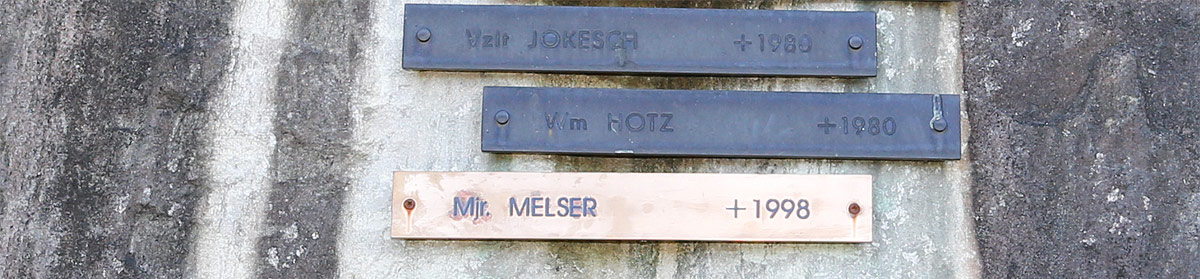 Vzlt JOKESCH +1980
Wm HOTZ +1980
Mjr. MELSER +1998